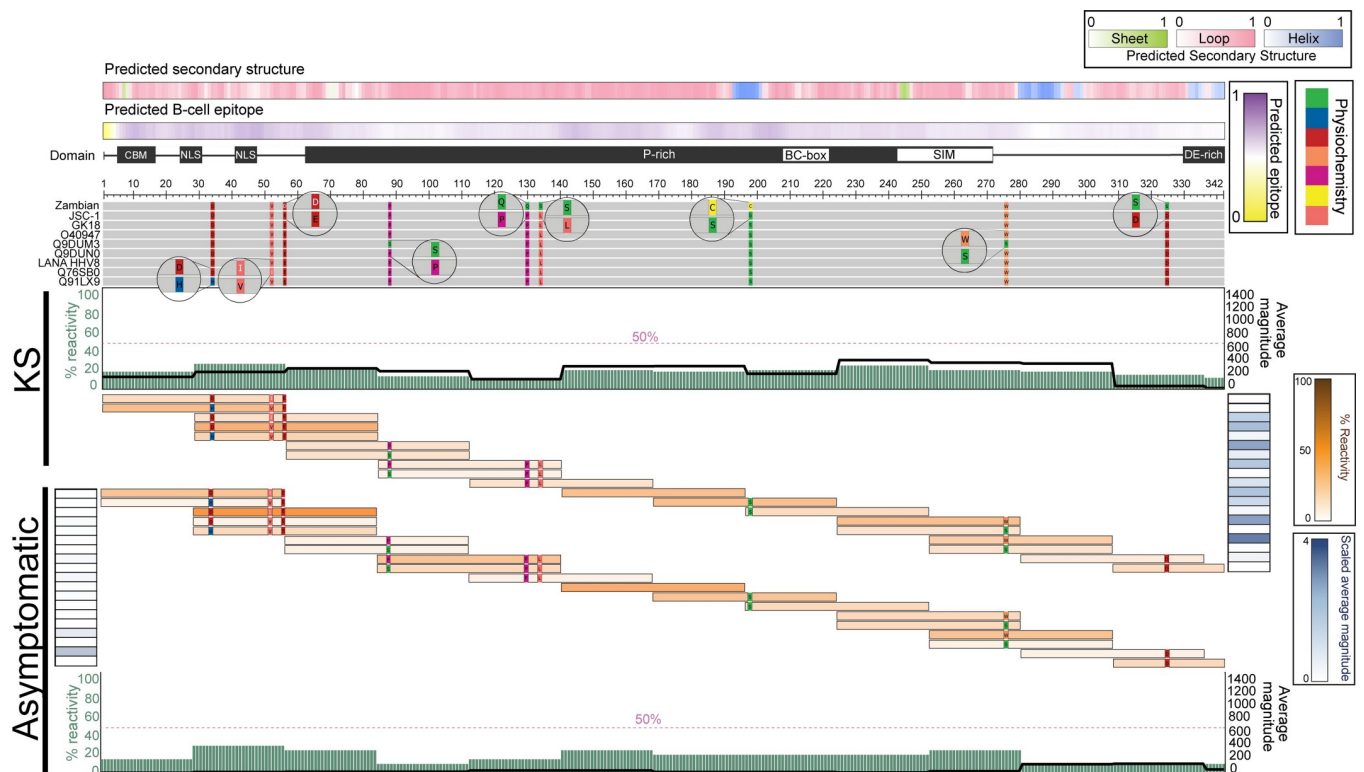 0 1 0 1 0 1
Sheet Loop Helix
Predicted Secondary Structure
Predicted secondary structure
Predicted B-cell epitope
1
Predicted epitope
0
Physiochemistry
Domain
CBM NLS NLS P-rich BC-box SIM DE-rich
1 10 20 30 40 50 60 70 80 90 100 110 120 130 140 150 160 170 180 190 200 210 220 230 240 250 260 270 280 290 300 310 320 330 342
Zambian
JSC-1
GK18
O40947
Q9DUM3
Q9DUN0
LANA HHV8
Q76SB0
Q91LX9
D
E
Q
P
S
L
C
S
S
D
S
P
W
S
D
H
I
V
KS
% reactivity
100
80
60
40
20
0
50%
1400
1200
1000
800
600
400
200
0
Average magnitude
100
% Reactivity
50
0
Asymptomatic
4
Scaled average magnitude
0
% reactivity
100
80
60
40
20
0
50%
1400
1200
1000
800
600
400
200
0
Average magnitude